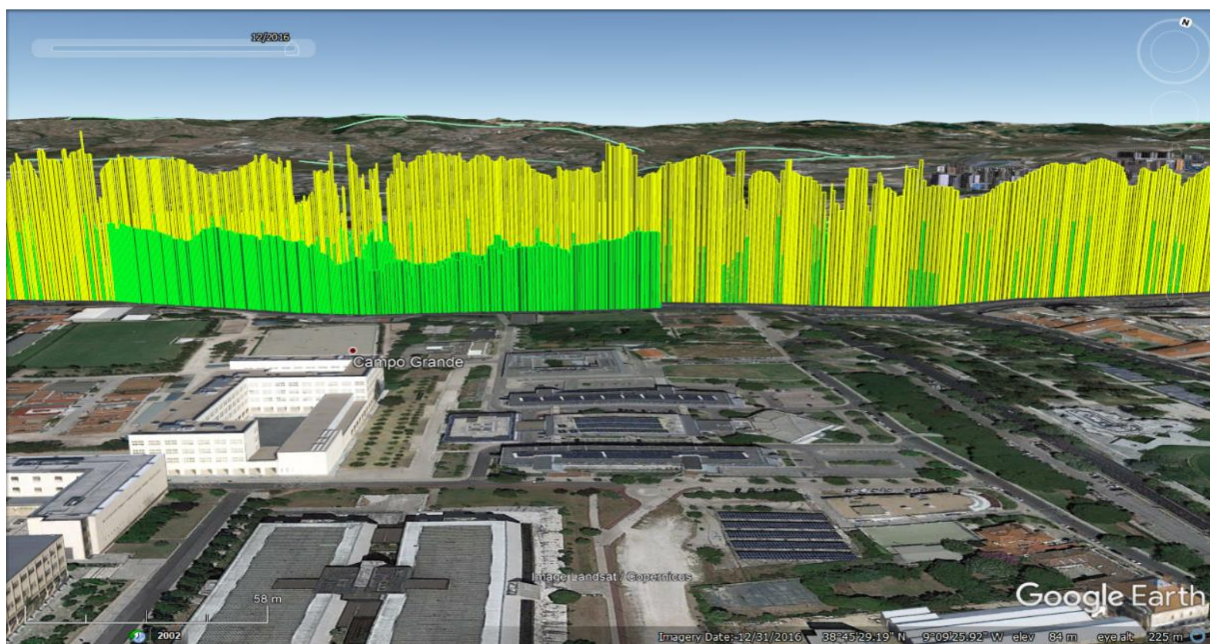 12/2016
N
Campo Grande
Image Landsat / Copernicus
58 m
Google Earth
2002
Imagery Date: 12/31/2016 38°45'29.19" N 9°09'25.92" W elev 84 m eye alt 225 m